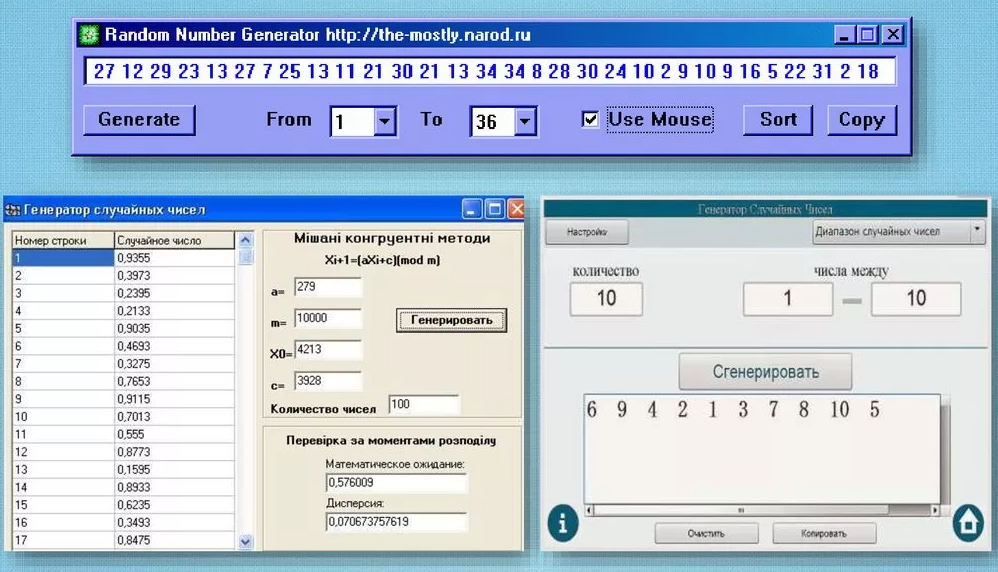 Random Number Generator http://the-mostly.narod.ru
27 12 29 23 13 27 7 25 13 11 21 30 21 13 34 34 8 28 30 24 10 2 9 10 9 16 5 22 31 2 18
Generate From 1 To 36 Use Mouse Sort Copy
Генератор случайных чисел
Номер строки Случайное число
1 0,9355
2 0,3973
3 0,2395
4 0,2133
5 0,9035
6 0,4693
7 0,3275
8 0,7653
9 0,9115
10 0,7013
11 0,555
12 0,8773
13 0,1595
14 0,8933
15 0,6235
16 0,3493
17 0,8475
Мішані конгруентні методи
Xi+1=(aXi+c)(mod m)
a= 279
m= 10000
Генерировать
X0= 4213
c= 3928
Количество чисел 100
Перевірка за моментами розподілу
Математическое ожидание:
0,576009
Дисперсия:
0,070673757619
Генератор Случайных Чисел
Настройки Диапазон случайных чисел
количество числа между
10 1 — 10
Сгенерировать
6 9 4 2 1 3 7 8 10 5
Очистить Копировать